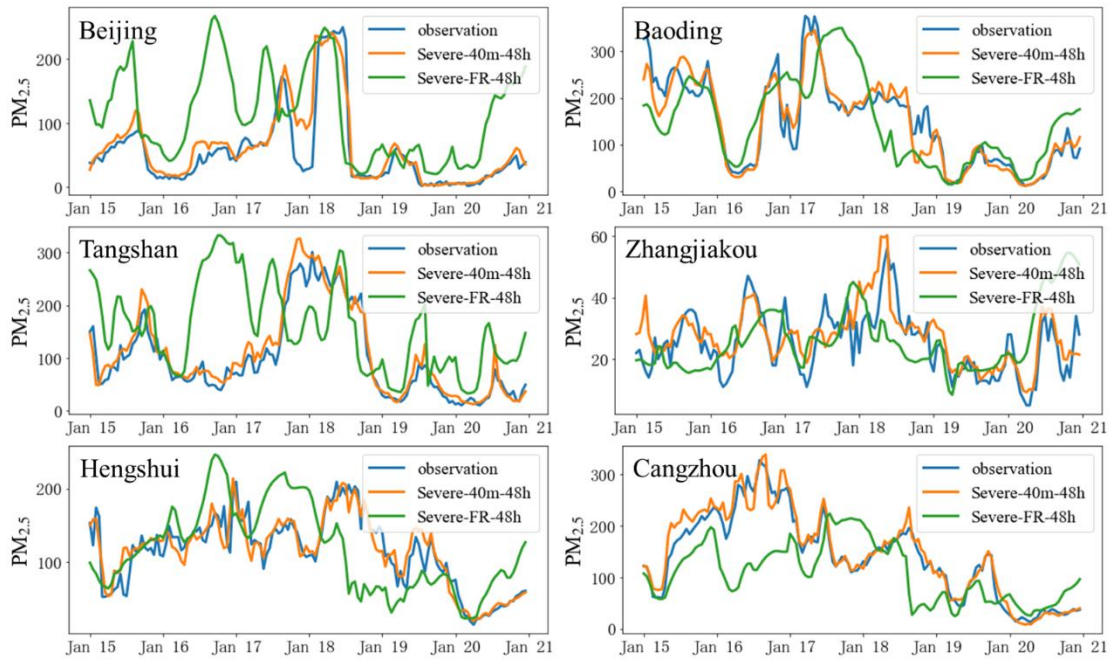 Beijing
observation
Severe-40m-48h
Severe-FR-48h
PM2.5
200
100
0
Jan 15 Jan 16 Jan 17 Jan 18 Jan 19 Jan 20 Jan 21
Baoding
observation
Severe-40m-48h
Severe-FR-48h
PM2.5
300
200
100
0
Jan 15 Jan 16 Jan 17 Jan 18 Jan 19 Jan 20 Jan 21
Tangshan
observation
Severe-40m-48h
Severe-FR-48h
PM2.5
300
200
100
0
Jan 15 Jan 16 Jan 17 Jan 18 Jan 19 Jan 20 Jan 21
Zhangjiakou
observation
Severe-40m-48h
Severe-FR-48h
PM2.5
60
40
20
Jan 15 Jan 16 Jan 17 Jan 18 Jan 19 Jan 20 Jan 21
Hengshui
observation
Severe-40m-48h
Severe-FR-48h
PM2.5
200
100
Jan 15 Jan 16 Jan 17 Jan 18 Jan 19 Jan 20 Jan 21
Cangzhou
observation
Severe-40m-48h
Severe-FR-48h
PM2.5
300
200
100
0
Jan 15 Jan 16 Jan 17 Jan 18 Jan 19 Jan 20 Jan 21